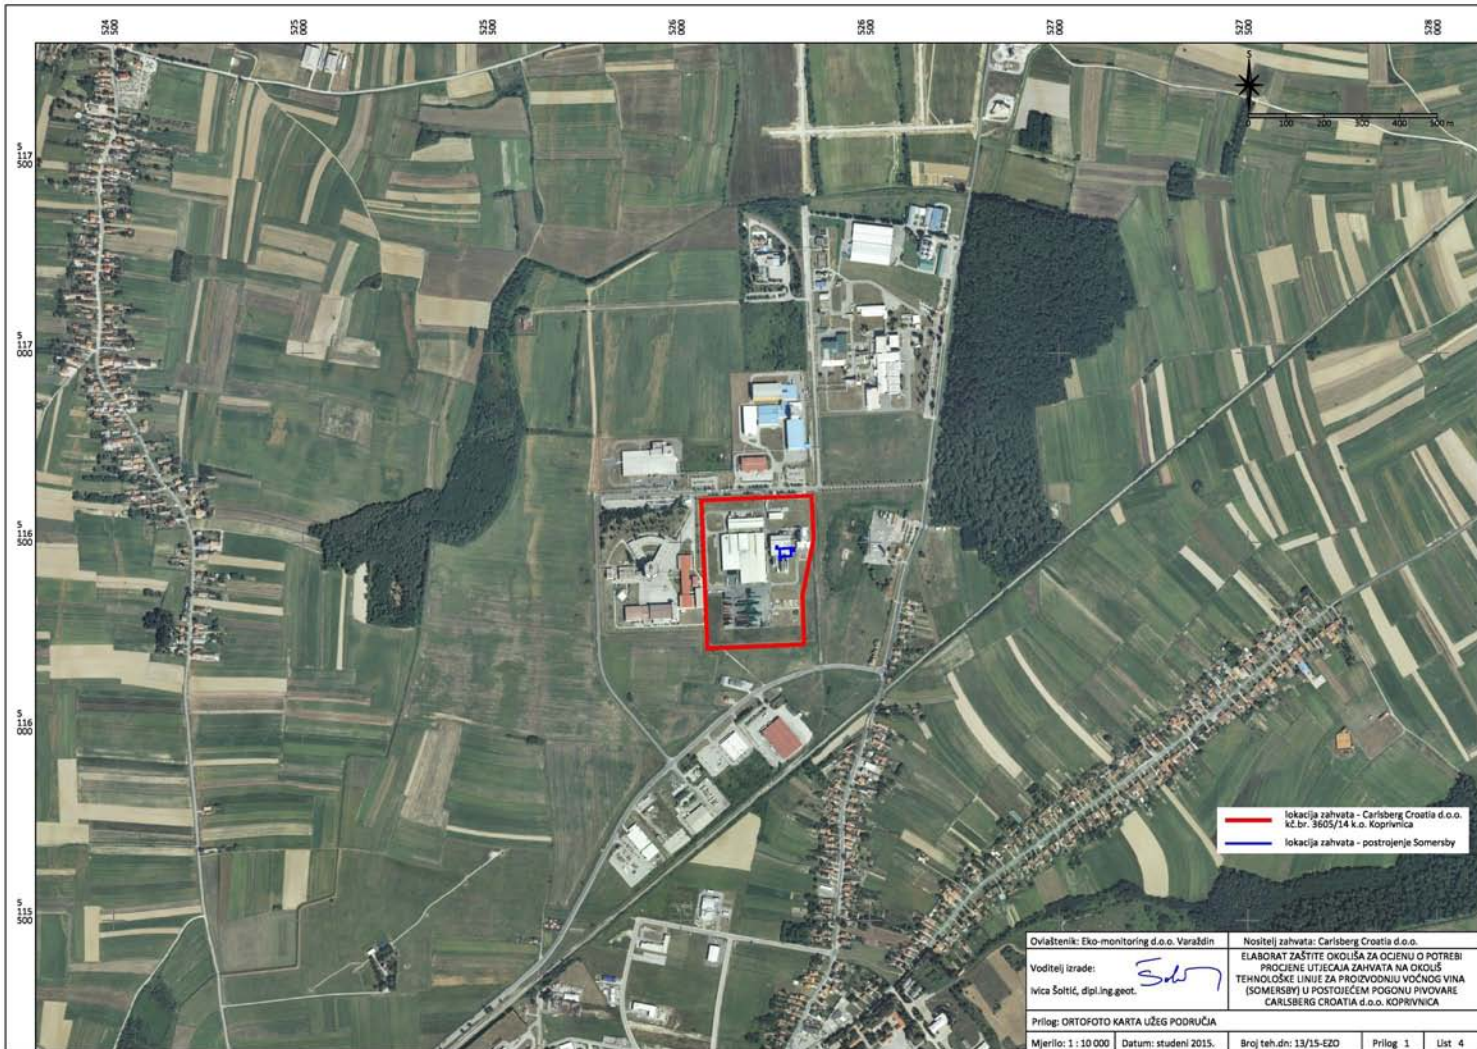 524
500
525
000
525
500
526
000
526
500
527
000
527
500
528
000
S
0 100 200 300 400 500 m
5
117
500
5
117
000
5
116
500
5
116
000
5
115
500
lokacija zahvata - Carlsberg Croatia d.o.o.
kč.br. 3605/14 k.o. Koprivnica
lokacija zahvata - postrojenje Somersby
Ovlaštenik: Eko-monitoring d.o.o. Varaždin
Nositelj zahvata: Carlsberg Croatia d.o.o.
Voditelj izrade:
Ivica Šoltić, dipl.ing.geot.
ELABORAT ZAŠTITE OKOLIŠA ZA OCJENU O POTREBI
PROCJENE UTJECAJA ZAHVATA NA OKOLIŠ
TEHNOLOŠKE LINIJE ZA PROIZVODNJU VOĆNOG VINA
(SOMERSBY) U POSTOJEĆEM POGONU PIVOVARE
CARLSBERG CROATIA d.o.o. KOPRIVNICA
Prilog: ORTOFOTO KARTA UŽEG PODRUČJA
Mjerilo: 1 : 10 000
Datum: studeni 2015.
Broj teh.dn: 13/15-EZO
Prilog 1
List 4